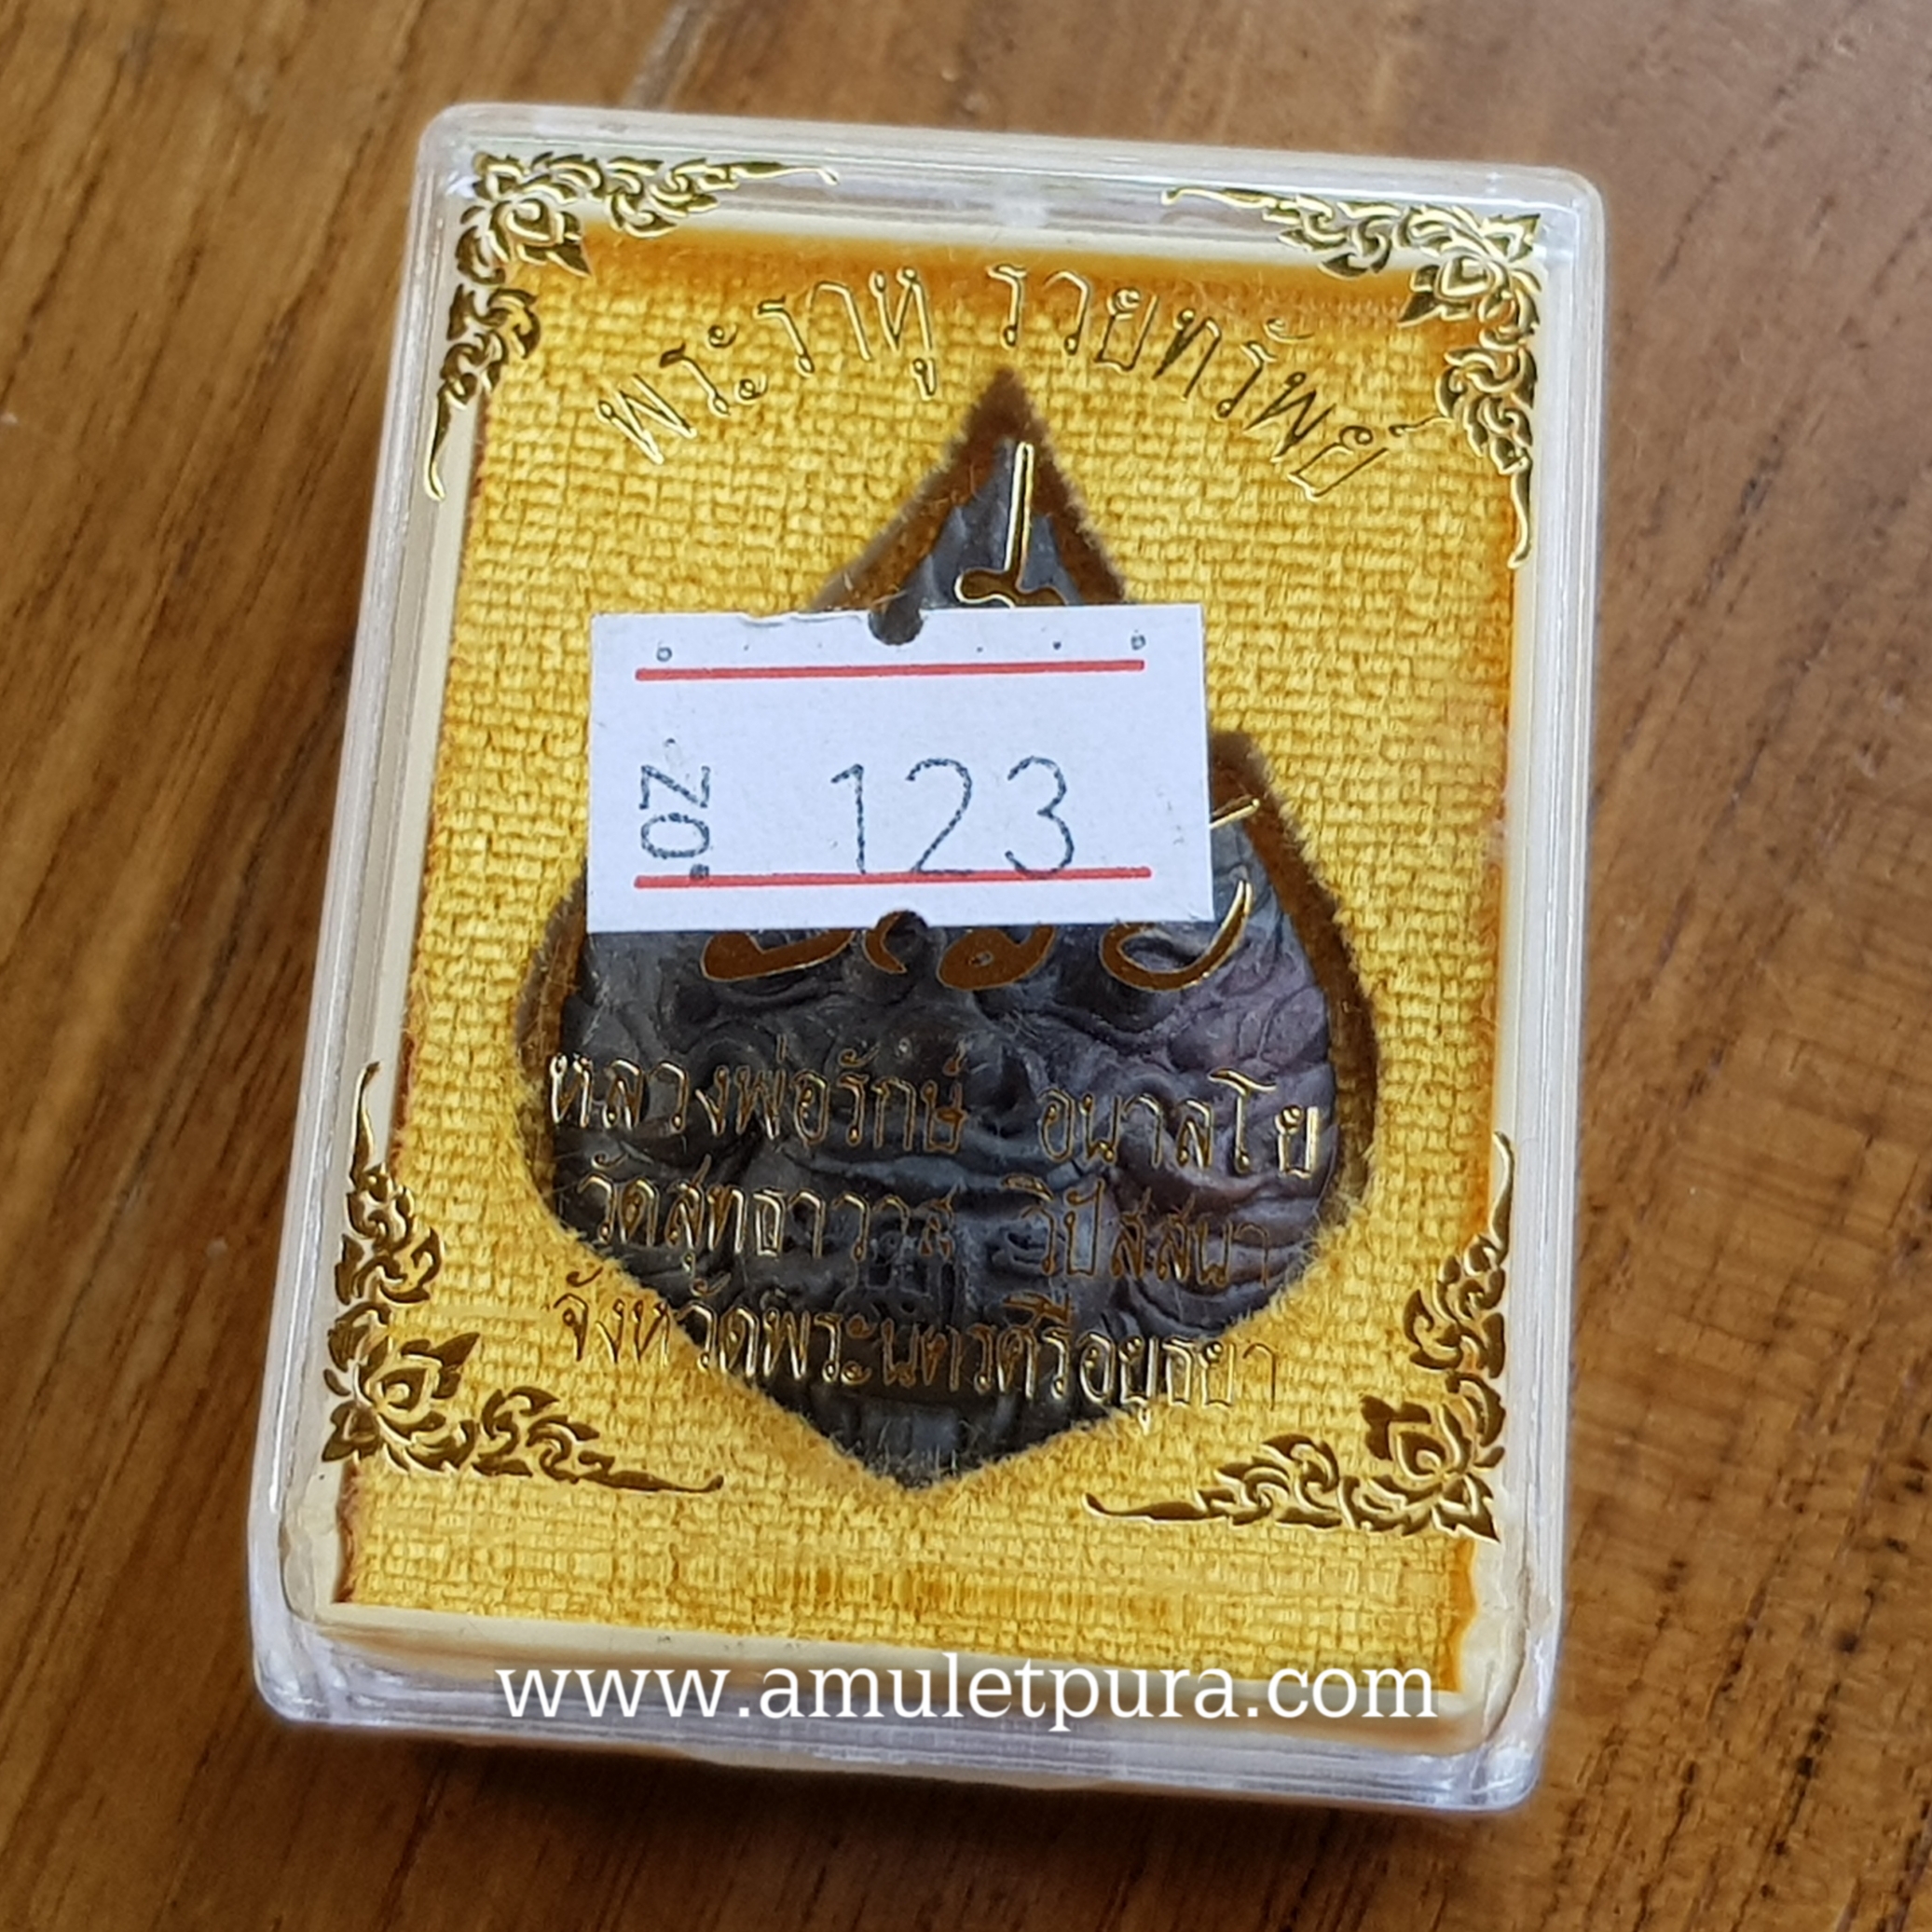 พระราหู รวยทรัพย์
No. 123
หลวงพ่อรักษ์ อนาลโย
วัดสุทธาวาส วิปัสสนา
จังหวัดพระนครศรีอยุธยา
www.amuletpura.com